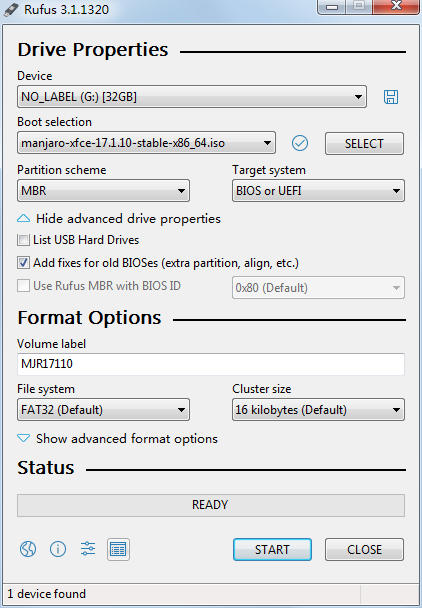 Rufus 3.1.1320
Drive Properties
Device
NO_LABEL (G:) [32GB]
Boot selection
manjaro-xfce-17.1.10-stable-x86_64.iso
SELECT
Partition scheme
Target system
MBR
BIOS or UEFI
Hide advanced drive properties
List USB Hard Drives
Add fixes for old BIOSes (extra partition, align, etc.)
Use Rufus MBR with BIOS ID
0x80 (Default)
Format Options
Volume label
MJR17110
File system
Cluster size
FAT32 (Default)
16 kilobytes (Default)
Show advanced format options
Status
READY
START
CLOSE
1 device found